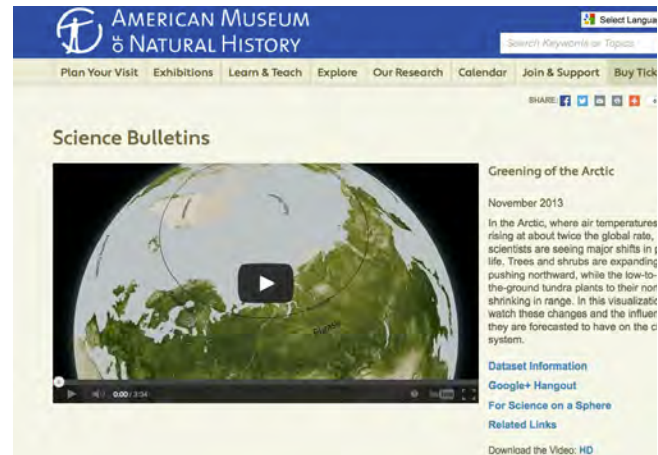 AMERICAN MUSEUM
OF NATURAL HISTORY
Select Langua
Search Keywords or Topics
Plan Your Visit Exhibitions Learn & Teach Explore Our Research Calendar Join & Support Buy Tick
SHARE:
Science Bulletins
Greening of the Arctic
November 2013
In the Arctic, where air temperatures
rising at about twice the global rate,
scientists are seeing major shifts in p
life. Trees and shrubs are expanding
pushing northward, while the low-to-
the-ground tundra plants to their nor
shrinking in range. In this visualizatio
watch these changes and the influen
they are forecasted to have on the cl
system.
Dataset Information
Google+ Hangout
For Science on a Sphere
Related Links
Download the Video: HD
0:00 / 3:34